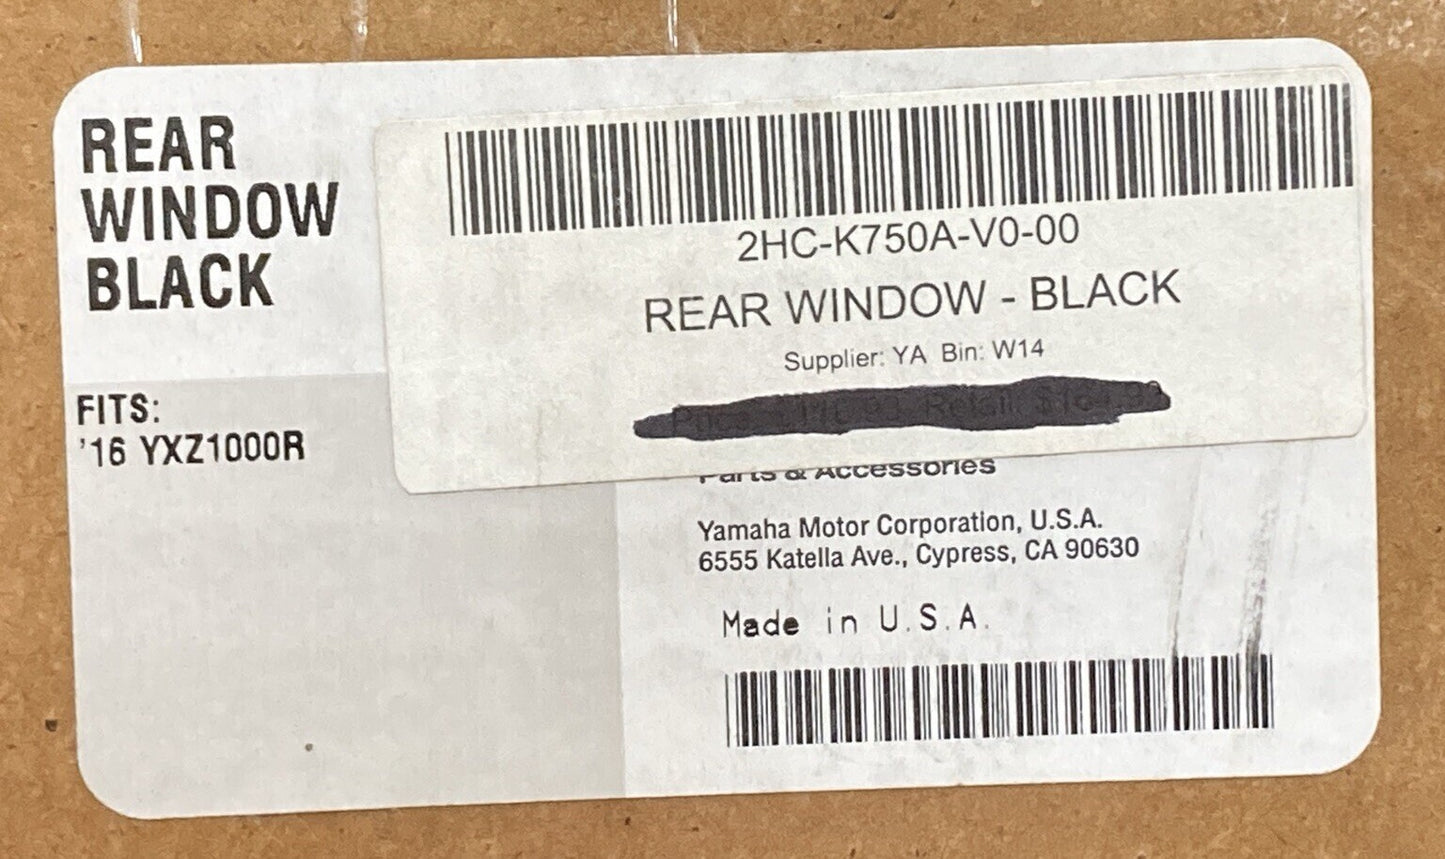 REAR
WINDOW
BLACK
FITS:
'16 YXZ1000R
2HC-K750A-V0-00
REAR WINDOW - BLACK
Supplier: YA Bin: W14
Retail:
Parts & Accessories
Yamaha Motor Corporation, U.S.A.
6555 Katella Ave., Cypress, CA 90630
Made in U.S.A.